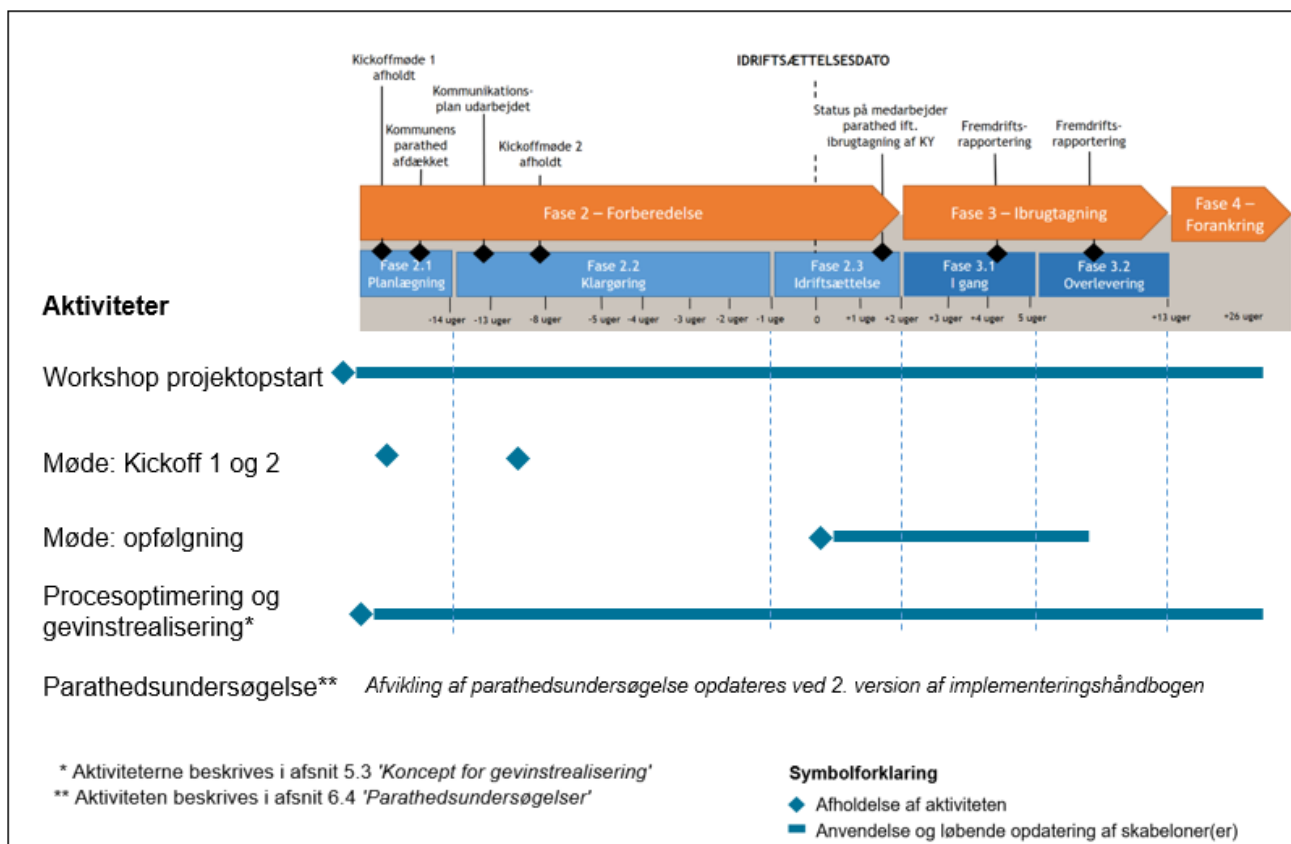 Kickoffmøde 1
afholdt
Kommunens
parathed
afdækket
Kommunikations-
plan udarbejdet
Kickoffmøde 2
afholdt
IDRIFTSÆTTELSESDATO
Status på medarbejder
parathed ift.
ibrugtagning af KY
Fremdrifts-
rapportering
Fremdrifts-
rapportering
Fase 2 – Forberedelse
Fase 3 – Ibrugtagning
Fase 4 –
Forankring
Fase 2.1
Planlægning
Fase 2.2
Klargøring
Fase 2.3
Idriftsættelse
Fase 3.1
I gang
Fase 3.2
Overlevering
-14 uger
-13 uger
-8 uger
-5 uger
-4 uger
-3 uger
-2 uger
-1 uge
0
+1 uge
+2 uger
+3 uger
+4 uger
5 uger
+13 uger
+26 uger
Aktiviteter
Workshop projektopstart
Møde: Kickoff 1 og 2
Møde: opfølgning
Procesoptimering og
gevinstrealisering*
Parathedsundersøgelse** Afvikling af parathedsundersøgelse opdateres ved 2. version af implementeringshåndbogen
* Aktiviteterne beskrives i afsnit 5.3 'Koncept for gevinstrealisering'
** Aktiviteten beskrives i afsnit 6.4 'Parathedsundersøgelser'
Symbolforklaring
Afholdelse af aktiviteten
Anvendelse og løbende opdatering af skabeloner(er)